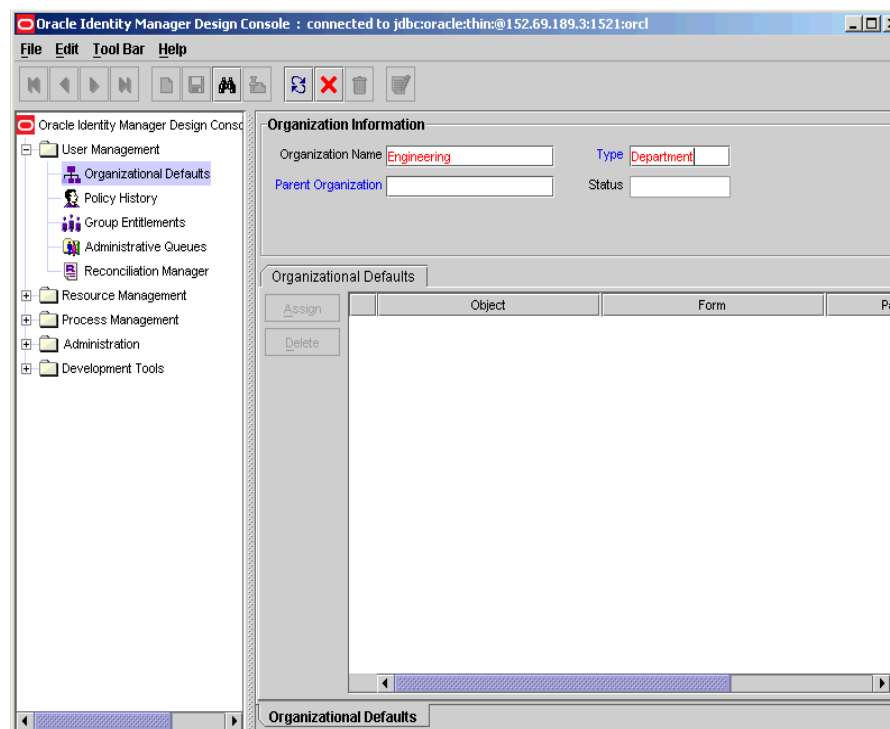 Oracle Identity Manager Design Console : connected to jdbc:oracle:thin:@152.69.189.3:1521:orcl
File Edit Tool Bar Help
Oracle Identity Manager Design Consc
User Management
Organizational Defaults
Policy History
Group Entitlements
Administrative Queues
Reconciliation Manager
Resource Management
Process Management
Administration
Development Tools
Organization Information
Organization Name Engineering Type Department
Parent Organization Status
Organizational Defaults
Assign
Delete
Object Form Pa
Organizational Defaults